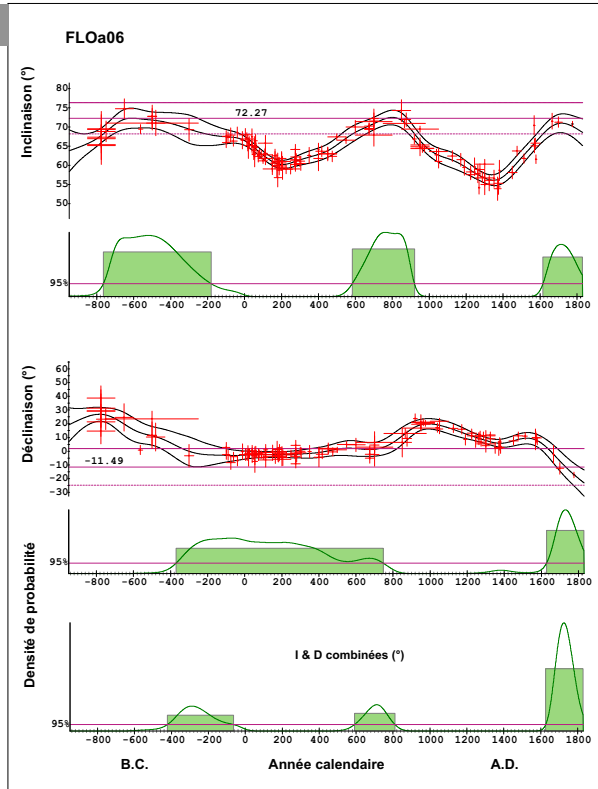 FLOa06
Inclinaison (°)
80
75
70
65
60
55
50
72.27
95%
-800 -600 -400 -200 0 200 400 600 800 1000 1200 1400 1600 1800
Déclinaison (°)
60
50
40
30
20
10
0
-10
-20
-30
-11.49
95%
-800 -600 -400 -200 0 200 400 600 800 1000 1200 1400 1600 1800
Densité de probabilité
I & D combinées (°)
95%
-800 -600 -400 -200 0 200 400 600 800 1000 1200 1400 1600 1800
B.C. Année calendaire A.D.